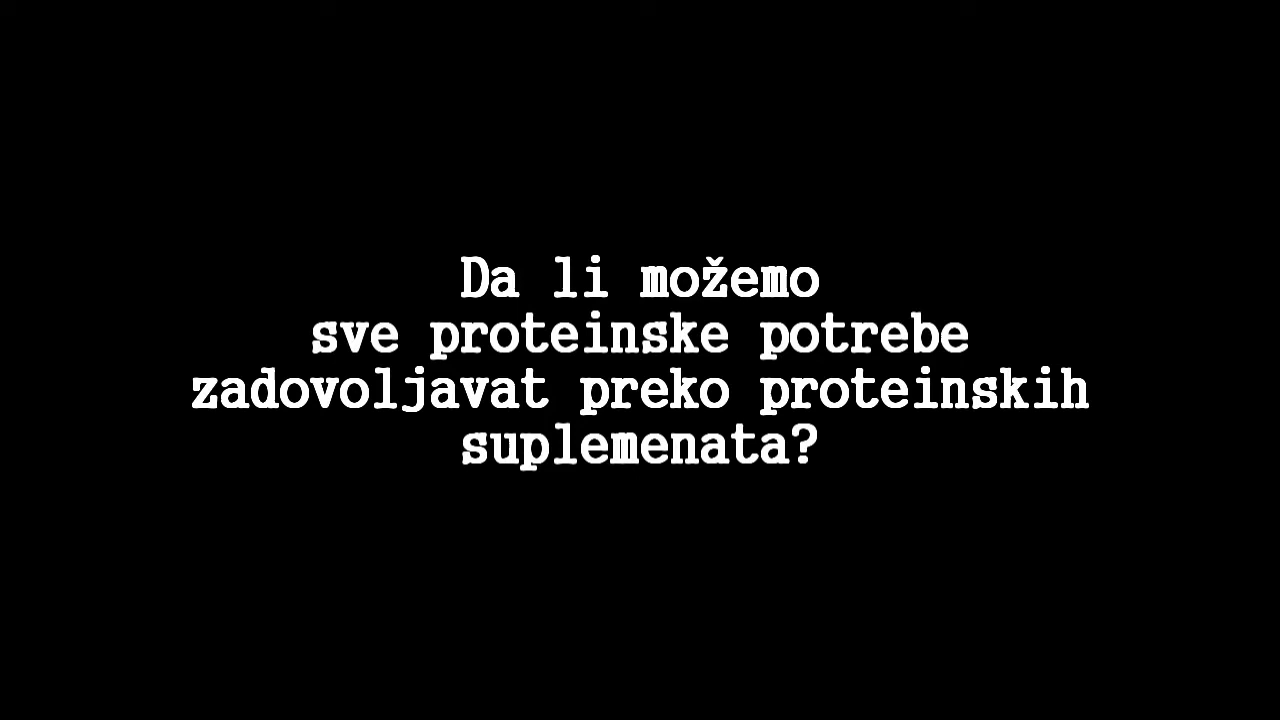 Da li možemo
sve proteinske potrebe
zadovoljavat preko proteinskih
suplemenata?